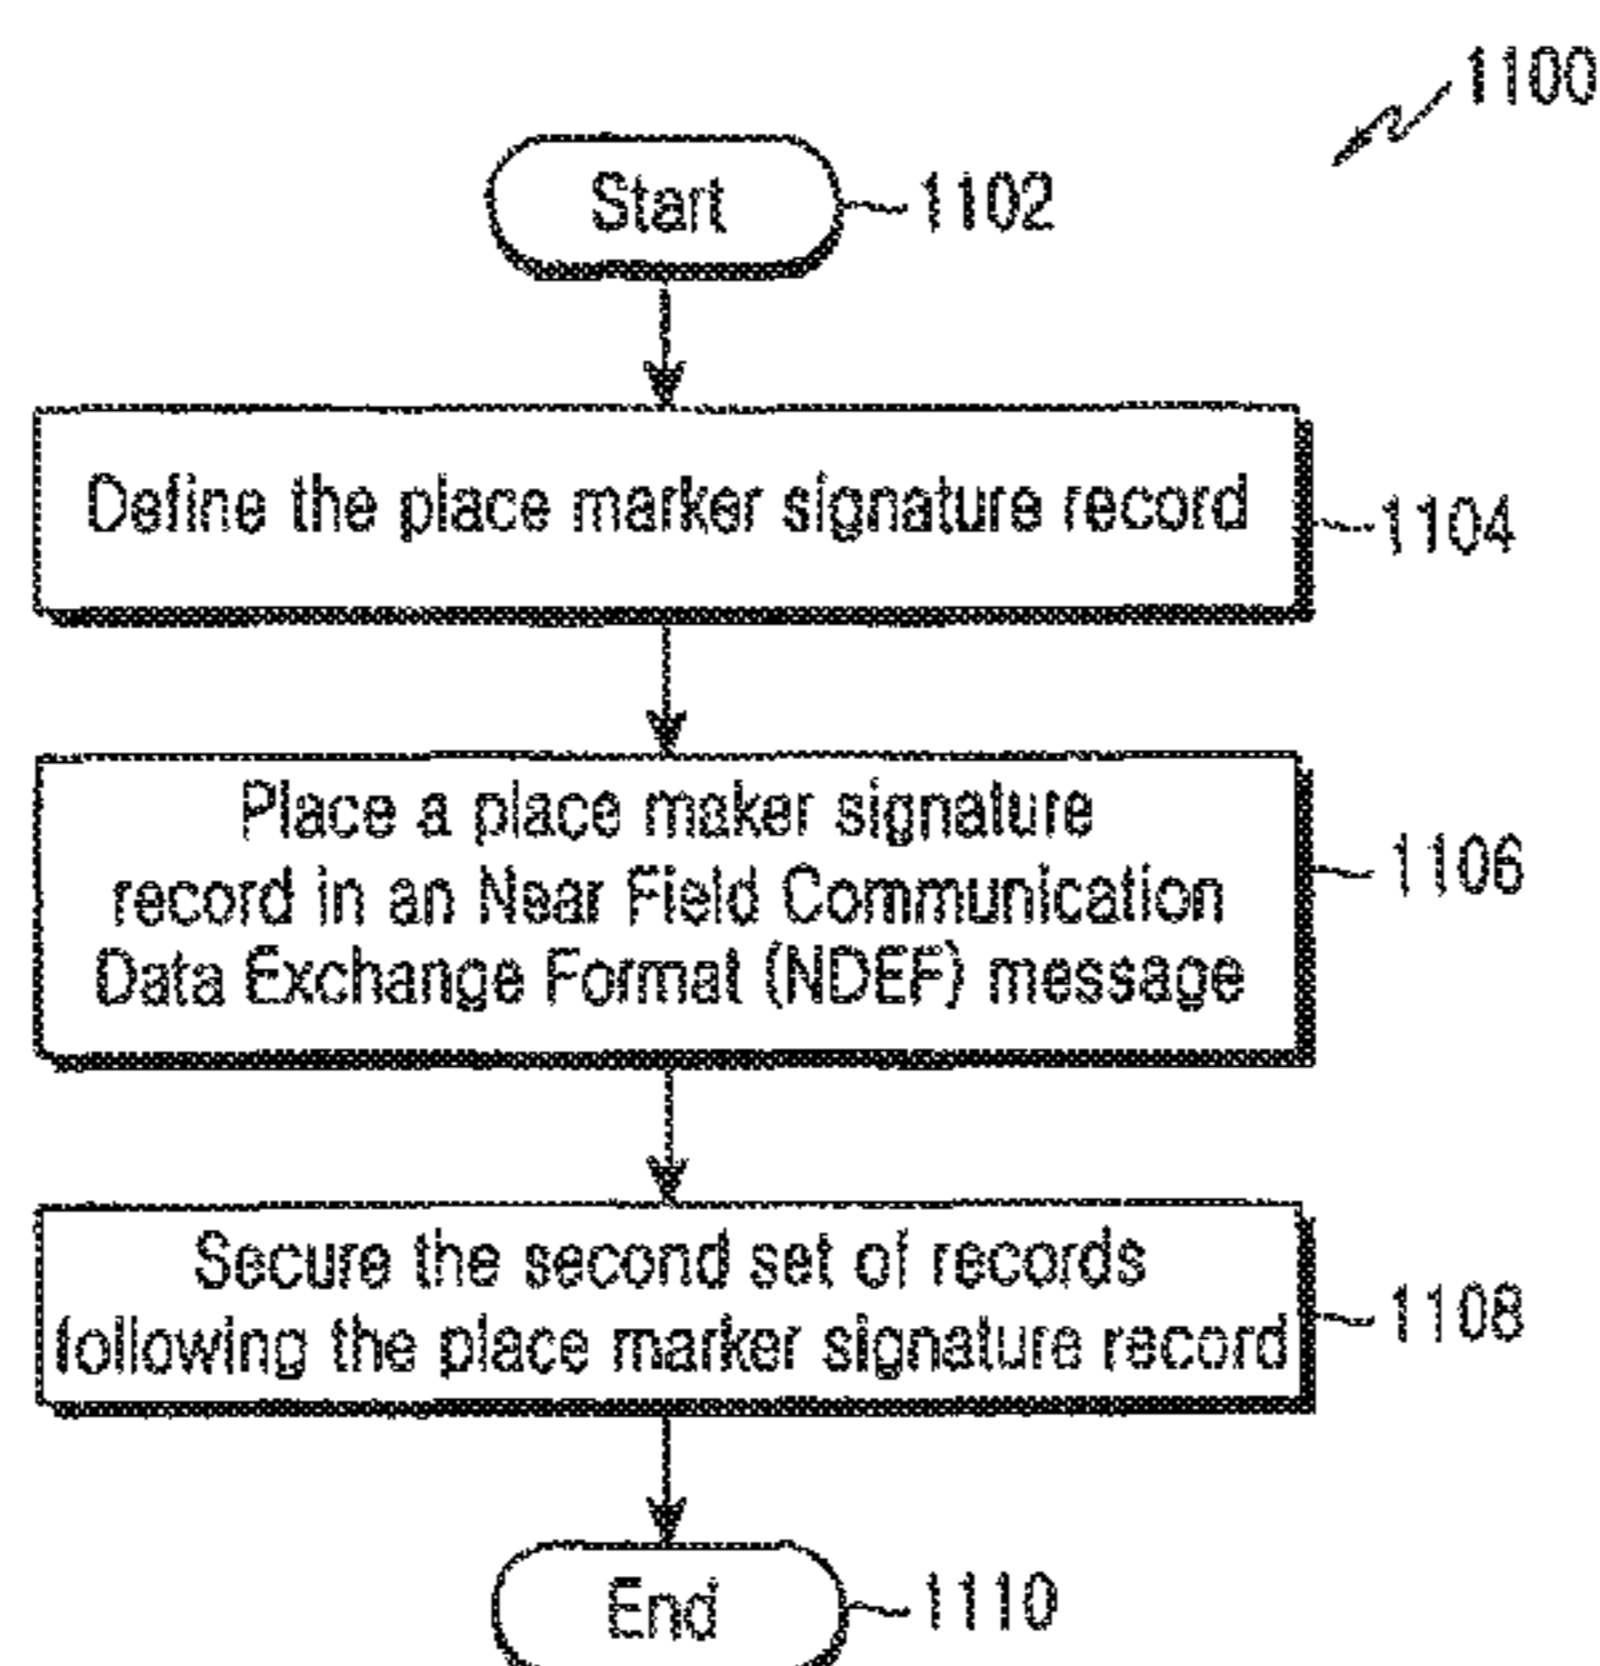 1100
Start
1102
Define the place marker signature record
1104
Place a place maker signature
record in an Near Field Communication
Data Exchange Format (NDEF) message
1106
Secure the second set of records
following the place marker signature record
1108
End
1110